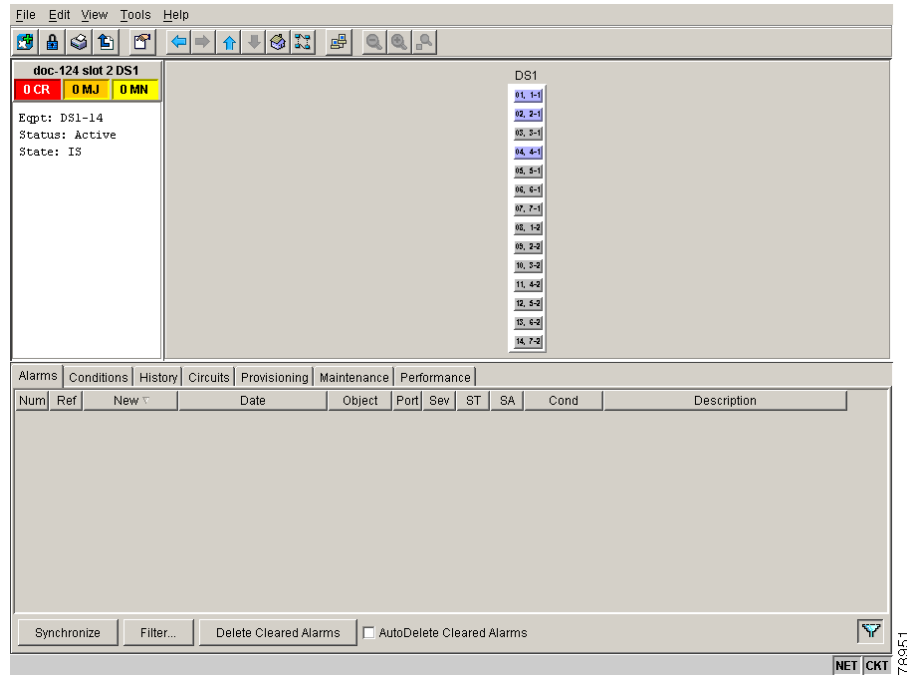 File Edit View Tools Help
doc-124 slot 2 DS1
0 CR 0 MJ 0 MN
Eqpt: DS1-14
Status: Active
State: IS
DS1
01, 1-1
02, 2-1
03, 3-1
04, 4-1
05, 5-1
06, 6-1
07, 7-1
08, 1-2
09, 2-2
10, 3-2
11, 4-2
12, 5-2
13, 6-2
14, 7-2
Alarms Conditions History Circuits Provisioning Maintenance Performance
Num Ref New Date Object Port Sev ST SA Cond Description
Synchronize Filter... Delete Cleared Alarms AutoDelete Cleared Alarms
NET CKT
78951